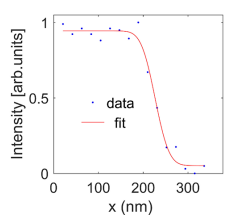 1
Intensity [arb.units]
0.5
data
fit
0
0 100 200 300
x (nm)